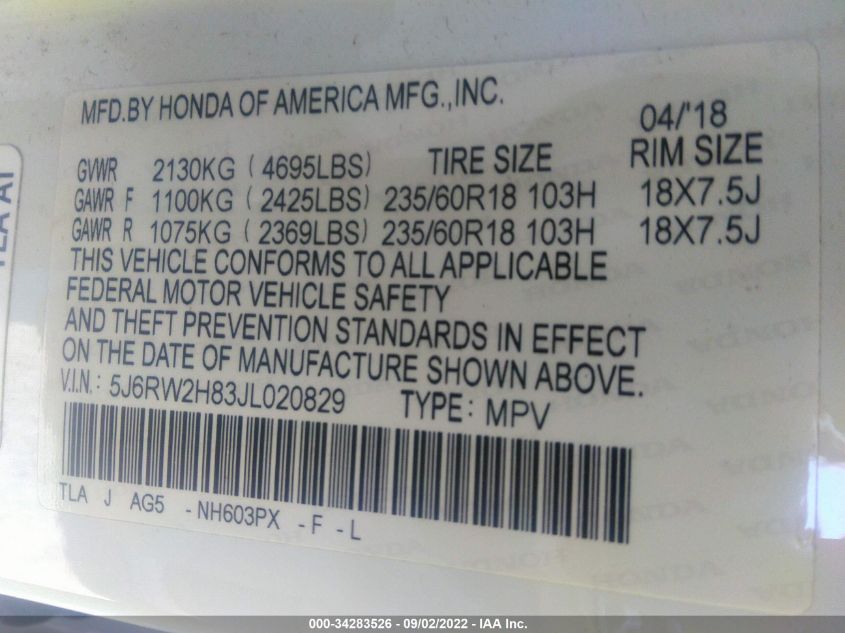 MFD.BY HONDA OF AMERICA MFG.,INC.
04/'18
GVWR 2130KG ( 4695LBS) TIRE SIZE RIM SIZE
GAWR F 1100KG ( 2425LBS) 235/60R18 103H 18X7.5J
GAWR R 1075KG ( 2369LBS) 235/60R18 103H 18X7.5J
THIS VEHICLE CONFORMS TO ALL APPLICABLE
FEDERAL MOTOR VEHICLE SAFETY
AND THEFT PREVENTION STANDARDS IN EFFECT
ON THE DATE OF MANUFACTURE SHOWN ABOVE.
V.I.N.: 5J6RW2H83JL020829 TYPE: MPV
TLA J AG5 -NH603PX -F -L
TLA A1
000-34283526 - 09/02/2022 - IAA Inc.